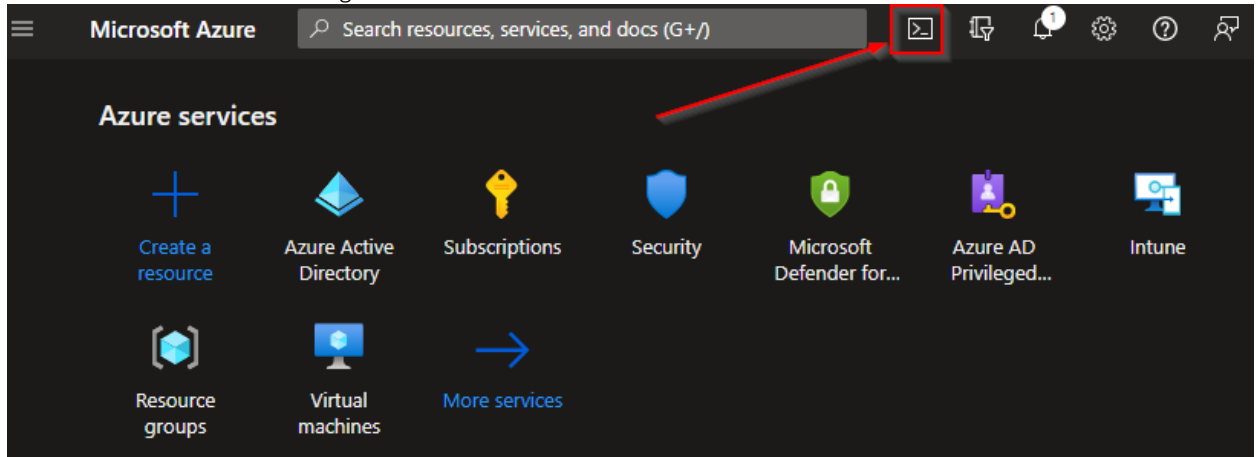 Microsoft Azure
Search resources, services, and docs (G+/)
1
Azure services
Create a
resource
Azure Active
Directory
Subscriptions
Security
Microsoft
Defender for...
Azure AD
Privileged...
Intune
Resource
groups
Virtual
machines
More services